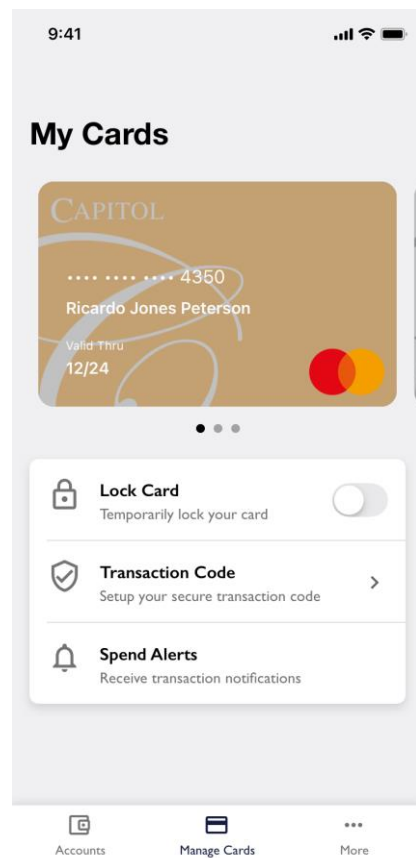 9:41
My Cards
CAPITOL
•••• •••• •••• 4350
Ricardo Jones Peterson
Valid Thru
12/24
Lock Card
Temporarily lock your card
Transaction Code
Setup your secure transaction code
Spend Alerts
Receive transaction notifications
Accounts
Manage Cards
More